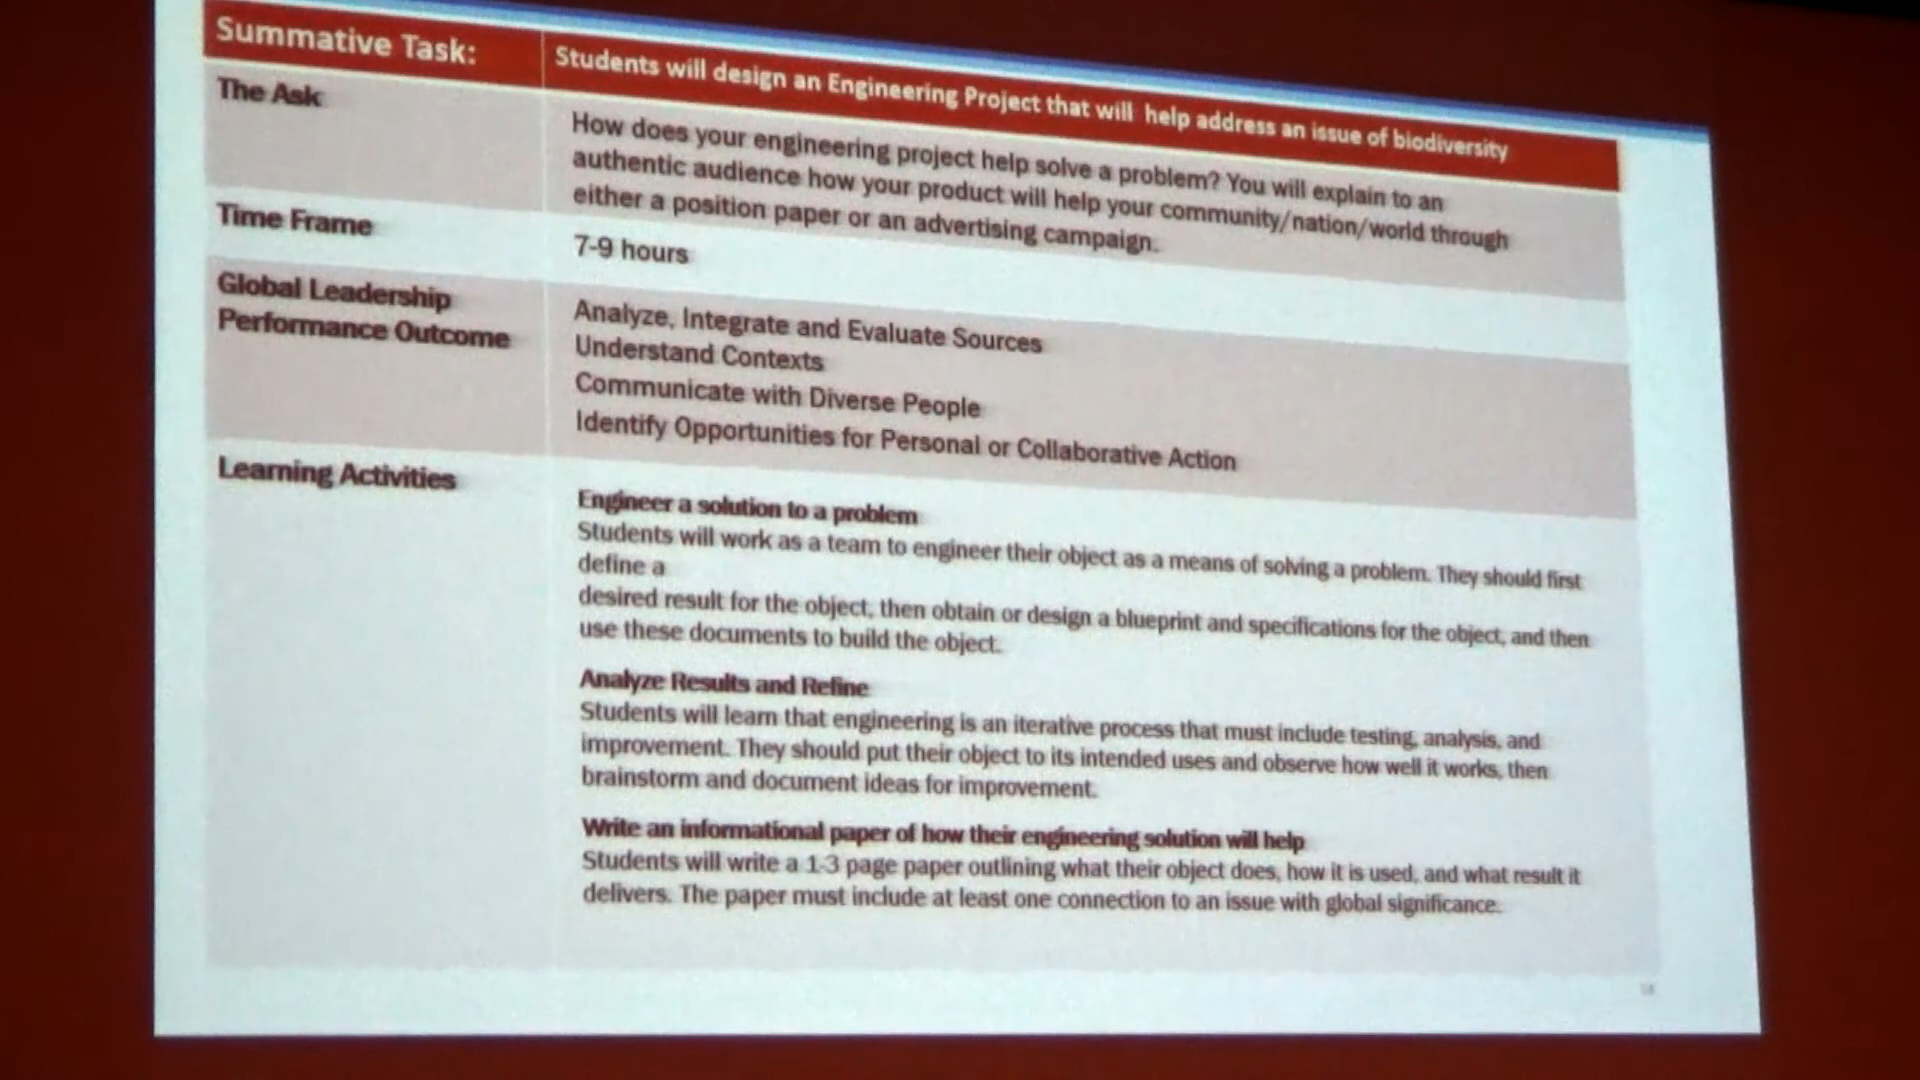 Summative Task:
Students will design an Engineering Project that will help address an issue of biodiversity
The Ask
How does your engineering project help solve a problem? You will explain to an
authentic audience how your product will help your community/nation/world through
either a position paper or an advertising campaign.
Time Frame
7-9 hours
Global Leadership
Performance Outcome
Analyze, Integrate and Evaluate Sources
Understand Contexts
Communicate with Diverse People
Identify Opportunities for Personal or Collaborative Action
Learning Activities
Engineer a solution to a problem
Students will work as a team to engineer their object as a means of solving a problem. They should first
define a
desired result for the object, then obtain or design a blueprint and specifications for the object, and then
use these documents to build the object.
Analyze Results and Refine
Students will learn that engineering is an iterative process that must include testing, analysis, and
improvement. They should put their object to its intended uses and observe how well it works, then
brainstorm and document ideas for improvement.
Write an informational paper of how their engineering solution will help
Students will write a 1-3 page paper outlining what their object does, how it is used, and what result it
delivers. The paper must include at least one connection to an issue with global significance.